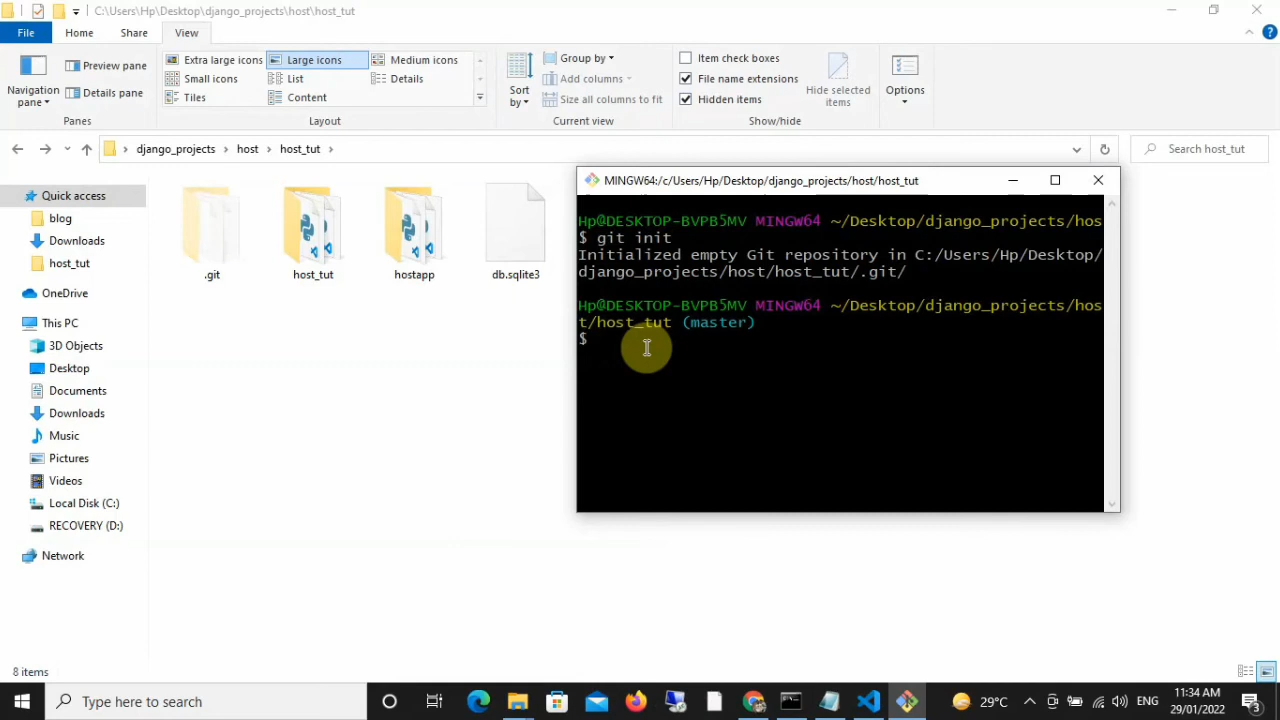 C:\Users\Hp\Desktop\django_projects\host\host_tut
File Home Share View
Navigation pane
Preview pane
Details pane
Panes
Extra large icons Large icons Medium icons
Small icons List Details
Tiles Content
Layout
Sort by
Group by
Add columns
Size all columns to fit
Current view
Item check boxes
File name extensions
Hidden items
Hide selected items
Show/hide
Options
django_projects host host_tut
Search host_tut
Quick access
blog
Downloads
host_tut
OneDrive
This PC
3D Objects
Desktop
Documents
Downloads
Music
Pictures
Videos
Local Disk (C:)
RECOVERY (D:)
Network
.git host_tut hostapp db.sqlite3
MINGW64:/c/Users/Hp/Desktop/django_projects/host/host_tut
Hp@DESKTOP-BVPB5MV MINGW64 ~/Desktop/django_projects/hos
$ git init
Initialized empty Git repository in C:/Users/Hp/Desktop/
django_projects/host/host_tut/.git/
Hp@DESKTOP-BVPB5MV MINGW64 ~/Desktop/django_projects/hos
t/host_tut (master)
$
8 items
Type here to search
29°C
ENG
11:34 AM
29/01/2022
3